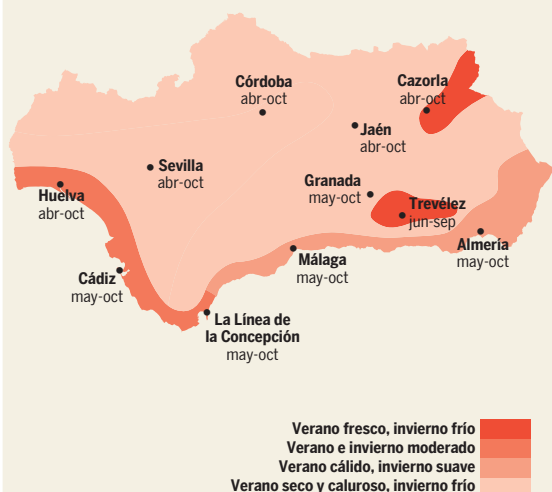 Córdoba
abr-oct
Cazorla
abr-oct
Jaén
abr-oct
Sevilla
abr-oct
Granada
may-oct
Huelva
abr-oct
Trevélez
jun-sep
Almería
may-oct
Málaga
may-oct
Cádiz
may-oct
La Línea de
la Concepción
may-oct
Verano fresco, invierno frío
Verano e invierno moderado
Verano cálido, invierno suave
Verano seco y caluroso, invierno frío